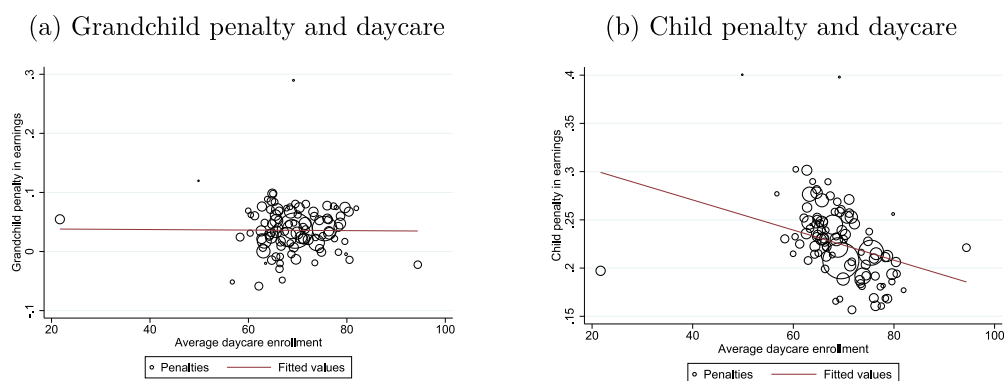 (a) Grandchild penalty and daycare
Grandchild penalty in earnings
.3
.2
.1
0
-.1
20 40 60 80 100
Average daycare enrollment
Penalties Fitted values
(b) Child penalty and daycare
Child penalty in earnings
.4
.35
.3
.25
.2
.15
20 40 60 80 100
Average daycare enrollment
Penalties Fitted values